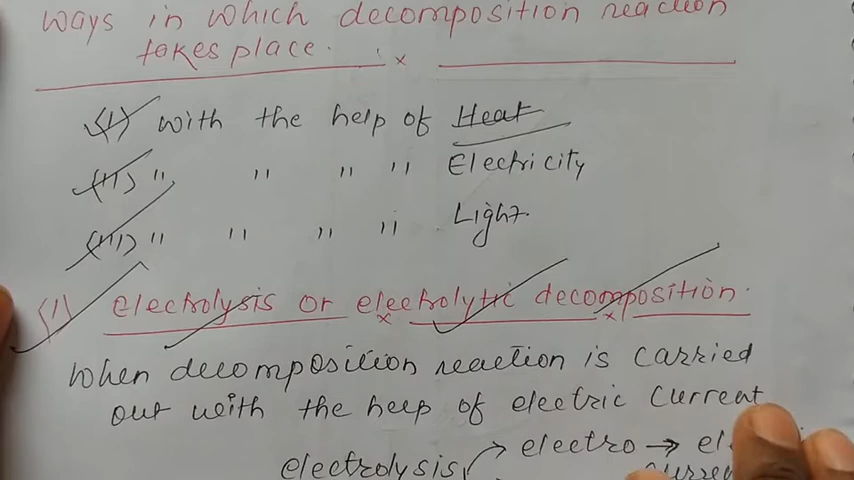 ways in which decomposition reaction
takes place.
(I) with the help of Heat
(II) " " " " Electricity
(III) " " " " Light.
(I) electrolysis or electrolytic decomposition.
When decomposition reaction is carried
out with the help of electric current
electrolysis → electro →